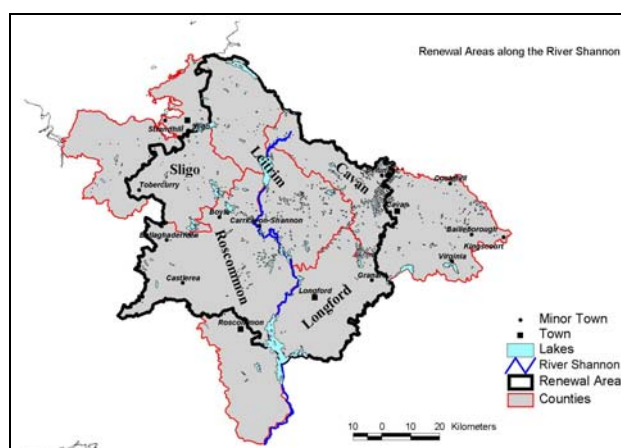 Renewal Areas along the River Shannon
Strandhill
Sligo
Leitrim
Cavan
Tobercurry
Boyle
Carrick-on-Shannon
Cavan
Bailieborough
Kingscourt
Virginia
Ballaghaderreen
Roscommon
Castlerea
Granard
Longford
Longford
Roscommon
Minor Town
Town
Lakes
River Shannon
Renewal Area
Counties
10 0 10 20 Kilometers